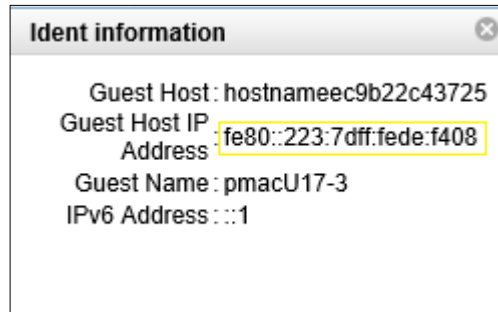 Ident information
Guest Host : hostnameec9b22c43725
Guest Host IP
Address : fe80::223:7dff:fede:f408
Guest Name : pmacU17-3
IPv6 Address : ::1